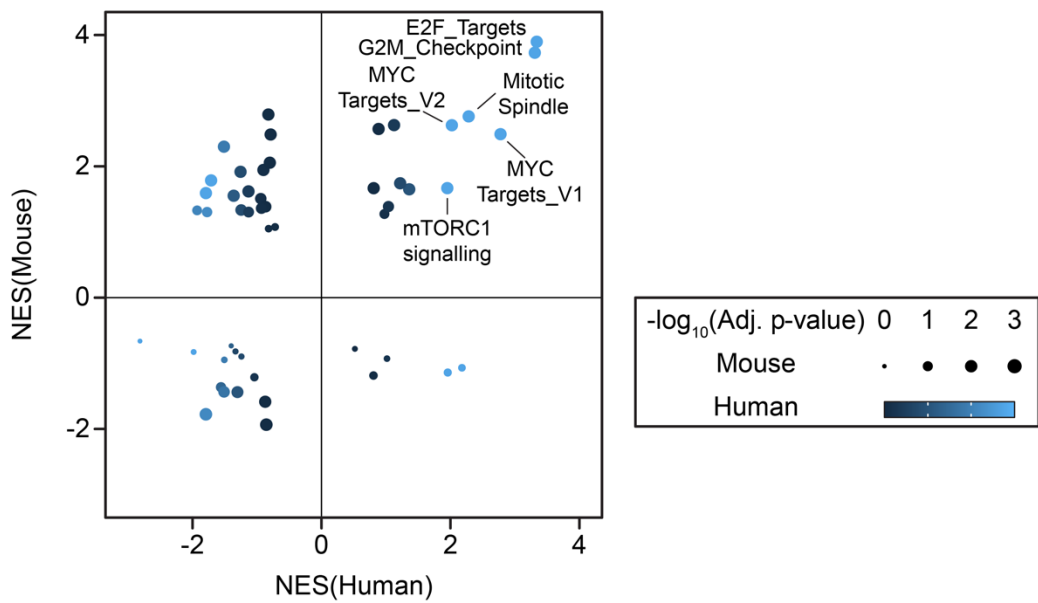 E2F_Targets
G2M_Checkpoint
MYC
Targets_V2
Mitotic
Spindle
MYC
Targets_V1
mTORC1
signalling
4
2
0
-2
-2
0
2
4
NES(Mouse)
NES(Human)
-log10(Adj. p-value) 0 1 2 3
Mouse
Human